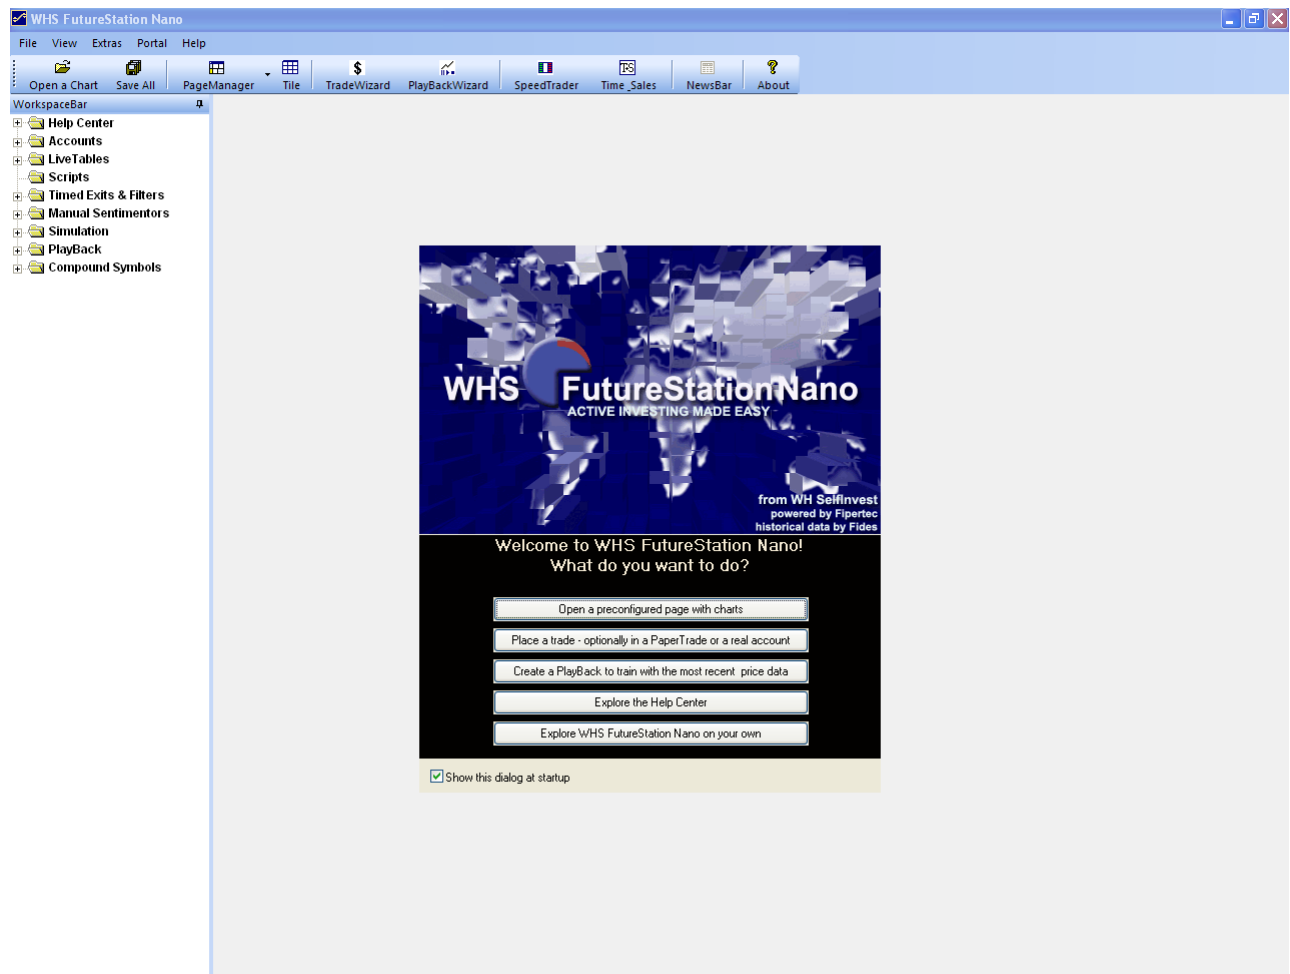 WHS FutureStation Nano
File View Extras Portal Help
Open a Chart Save All PageManager Tile TradeWizard PlayBackWizard SpeedTrader Time_Sales NewsBar About
WorkspaceBar
Help Center
Accounts
LiveTables
Scripts
Timed Exits & Filters
Manual Sentimentors
Simulation
PlayBack
Compound Symbols
WHS FutureStationNano
ACTIVE INVESTING MADE EASY
from WH SelfInvest
powered by Fipertec
historical data by Fides
Welcome to WHS FutureStation Nano!
What do you want to do?
Open a preconfigured page with charts
Place a trade - optionally in a PaperTrade or a real account
Create a PlayBack to train with the most recent price data
Explore the Help Center
Explore WHS FutureStation Nano on your own
Show this dialog at startup